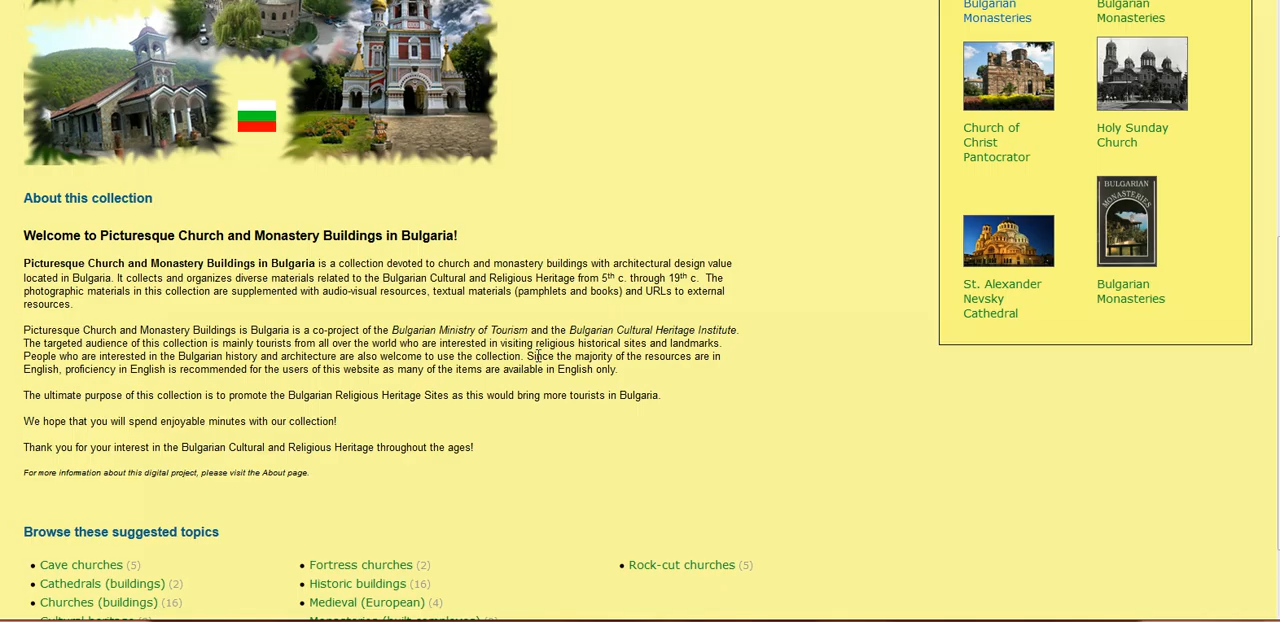 Bulgarian Monasteries
Bulgarian Monasteries
Church of Christ Pantocrator
Holy Sunday Church
BULGARIAN
MONASTERIES
St. Alexander Nevsky Cathedral
Bulgarian Monasteries
About this collection
Welcome to Picturesque Church and Monastery Buildings in Bulgaria!
Picturesque Church and Monastery Buildings in Bulgaria is a collection devoted to church and monastery buildings with architectural design value
located in Bulgaria. It collects and organizes diverse materials related to the Bulgarian Cultural and Religious Heritage from 5th c. through 19th c. The
photographic materials in this collection are supplemented with audio-visual resources, textual materials (pamphlets and books) and URLs to external
resources.
Picturesque Church and Monastery Buildings is Bulgaria is a co-project of the Bulgarian Ministry of Tourism and the Bulgarian Cultural Heritage Institute.
The targeted audience of this collection is mainly tourists from all over the world who are interested in visiting religious historical sites and landmarks.
People who are interested in the Bulgarian history and architecture are also welcome to use the collection. Since the majority of the resources are in
English, proficiency in English is recommended for the users of this website as many of the items are available in English only.
The ultimate purpose of this collection is to promote the Bulgarian Religious Heritage Sites as this would bring more tourists in Bulgaria.
We hope that you will spend enjoyable minutes with our collection!
Thank you for your interest in the Bulgarian Cultural and Religious Heritage throughout the ages!
For more information about this digital project, please visit the About page.
Browse these suggested topics
Cave churches (5)
Cathedrals (buildings) (2)
Churches (buildings) (16)
Fortress churches (2)
Historic buildings (16)
Medieval (European) (4)
Rock-cut churches (5)